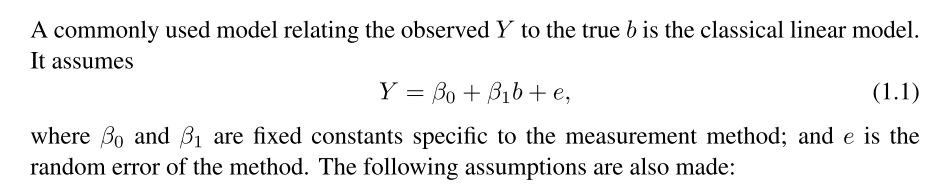 A commonly used model relating the observed Y to the true b is the classical linear model.
It assumes
Y = β₀ + β₁b + e, (1.1)
where β₀ and β₁ are fixed constants specific to the measurement method; and e is the
random error of the method. The following assumptions are also made: